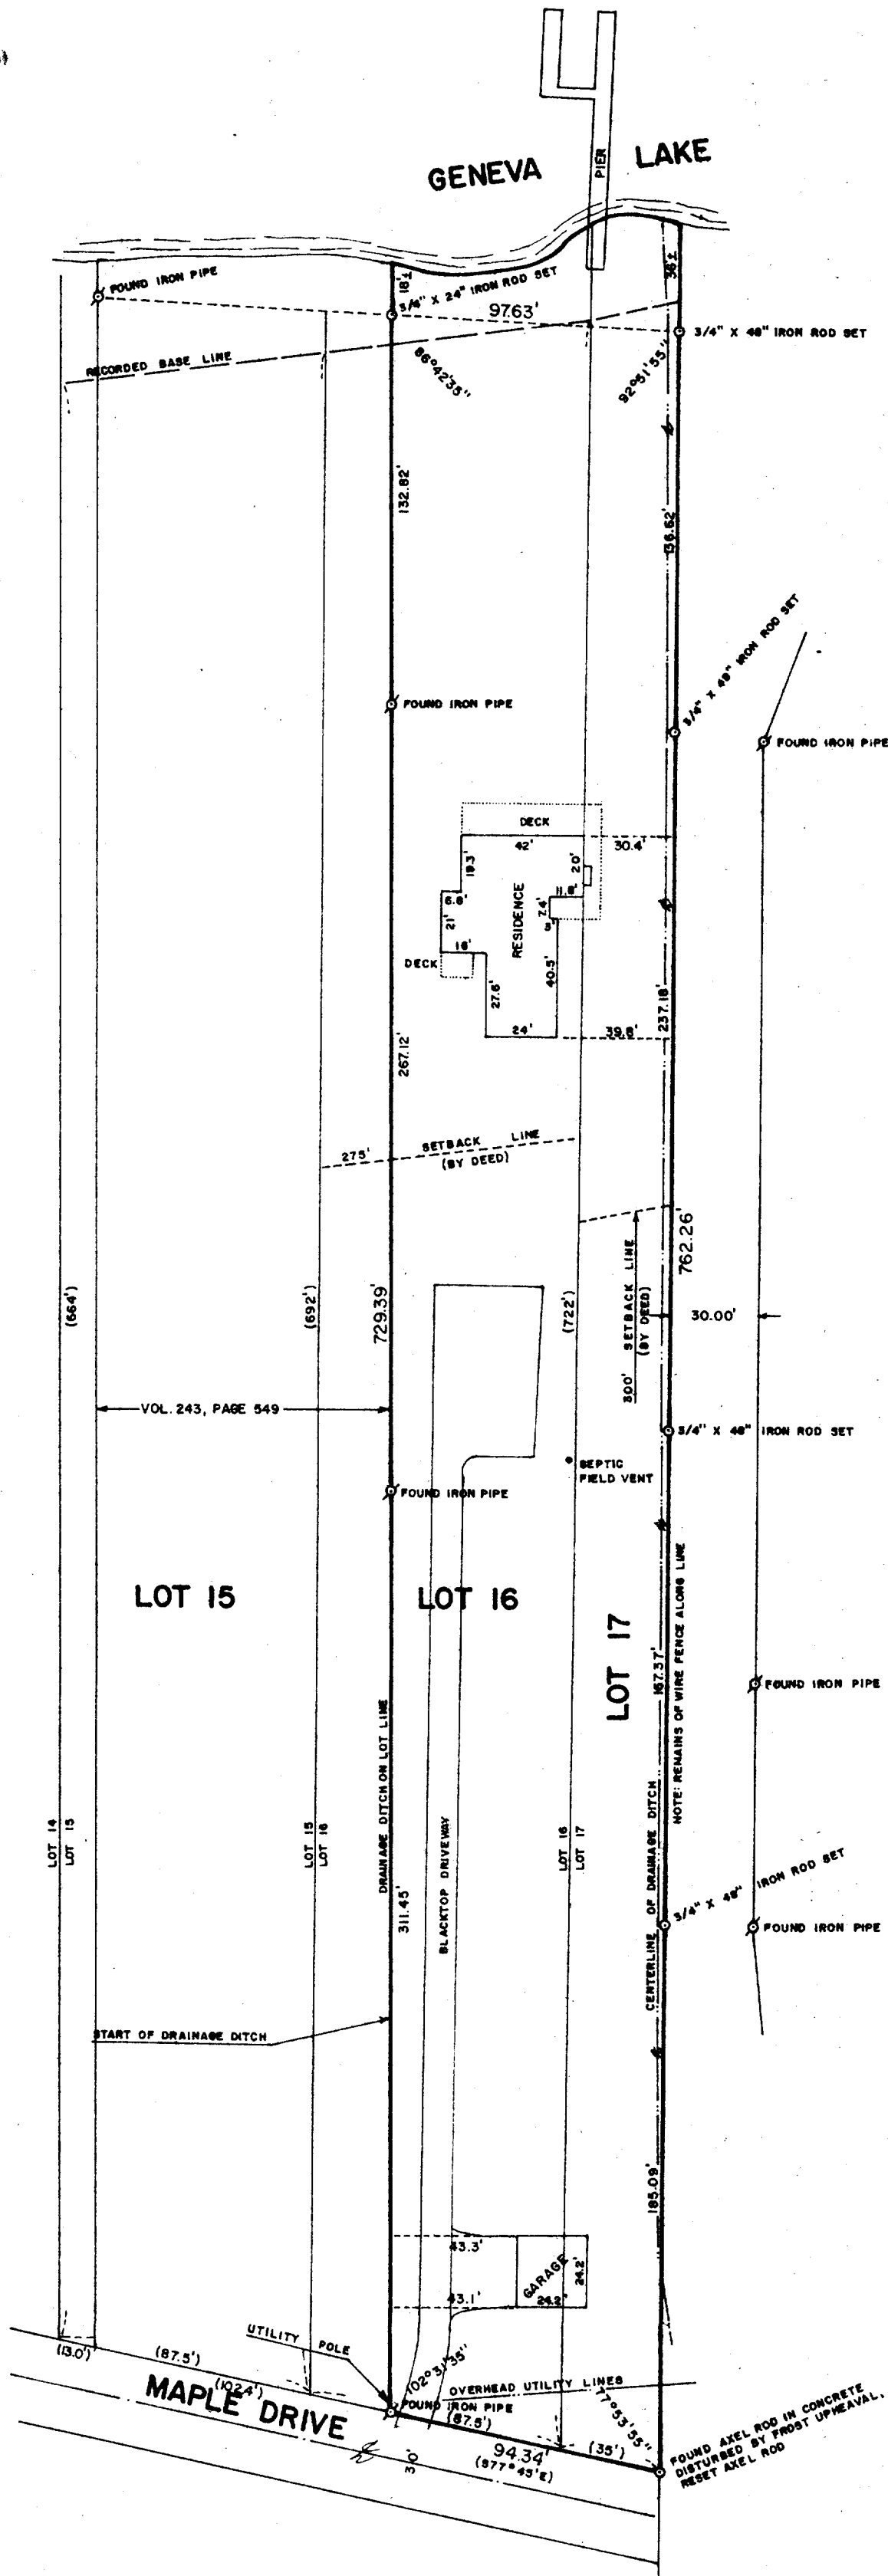 GENEVA LAKE
PIER
FOUND IRON PIPE
18'±
3/4" X 24" IRON ROD SET
97.63'
36'±
3/4" X 48" IRON ROD SET
RECORDED BASE LINE
86°42'35"
92°51'55"
132.82'
136.62'
3/4" X 48" IRON ROD SET
FOUND IRON PIPE
FOUND IRON PIPE
DECK
42'
30.4'
19.3'
20'
6.8'
11.8'
7.4'
21'
RESIDENCE
16'
DECK
40.5'
27.6'
24'
39.8'
237.18'
267.12'
275'
SETBACK LINE
(BY DEED)
762.26'
300' SETBACK LINE
(BY DEED)
30.00'
(664')
(692')
729.39'
(722')
VOL. 243, PAGE 549
3/4" X 48" IRON ROD SET
SEPTIC
FIELD VENT
FOUND IRON PIPE
LOT 15
LOT 16
LOT 17
167.37'
NOTE: REMAINS OF WIRE FENCE ALONG LINE
FOUND IRON PIPE
DRAINAGE DITCH ON LOT LINE
LOT 14
LOT 15
LOT 15
LOT 16
BLACKTOP DRIVEWAY
LOT 16
LOT 17
CENTERLINE OF DRAINAGE DITCH
3/4" X 48" IRON ROD SET
311.45'
FOUND IRON PIPE
START OF DRAINAGE DITCH
185.09'
43.3'
GARAGE
24.2'
43.1'
24.2'
UTILITY POLE
102°31'35"
OVERHEAD UTILITY LINES
77°53'55"
(13.0')
(87.5')
(102.4')
MAPLE DRIVE
FOUND IRON PIPE
(67.5')
94.34'
(35')
(S77°45'E)
30'
FOUND AXEL ROD IN CONCRETE
DISTURBED BY FROST UPHEAVAL,
RESET AXEL ROD